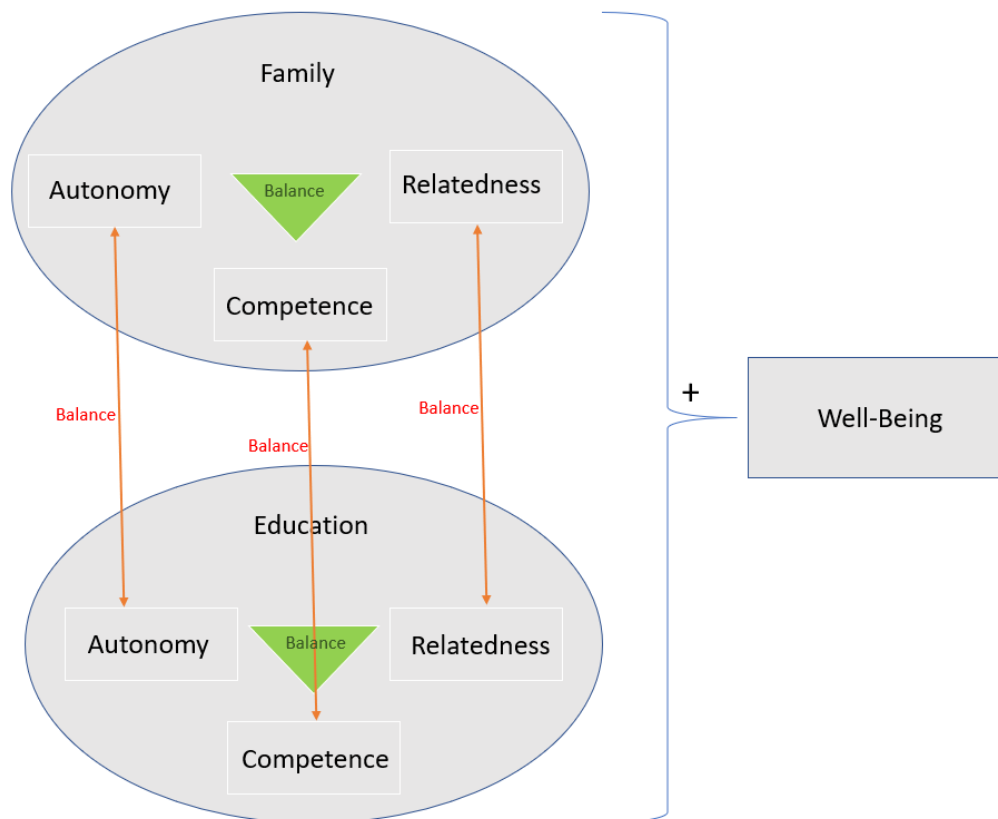 Family
Autonomy
Balance
Relatedness
Competence
Balance
Balance
Balance
+
Well-Being
Education
Autonomy
Balance
Relatedness
Competence